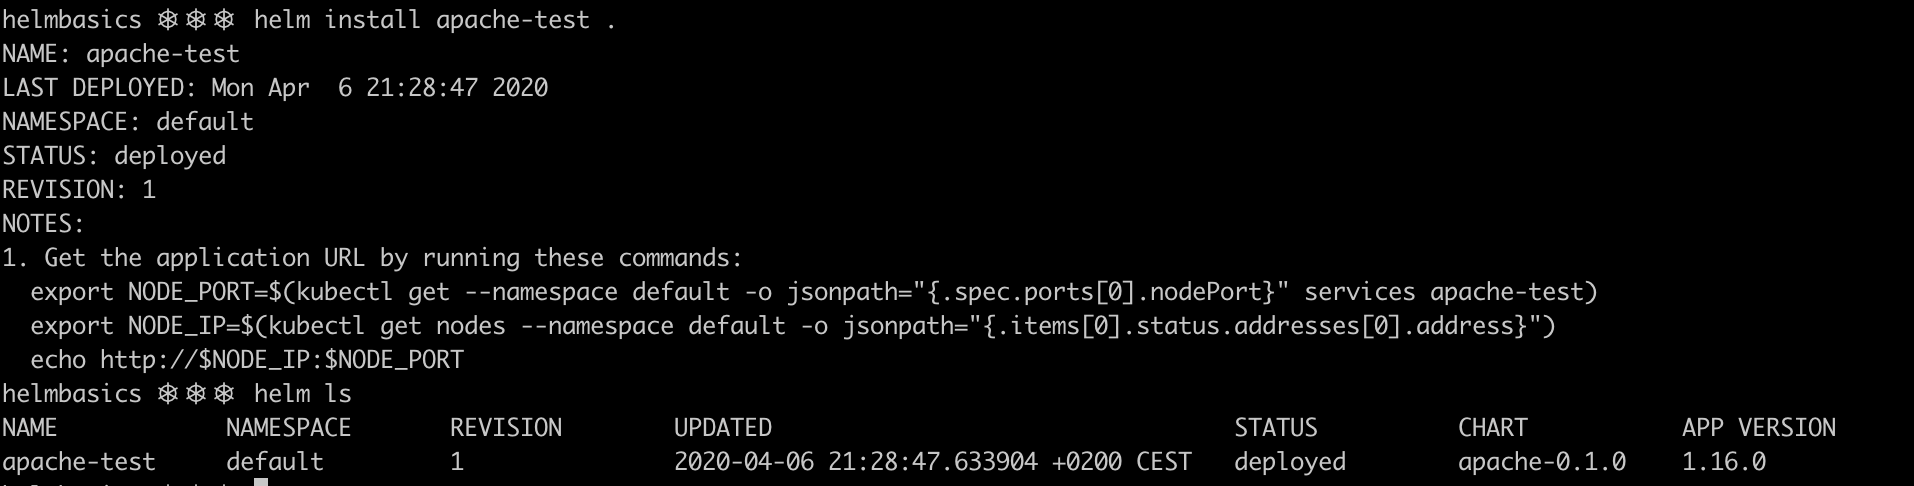 helmbasics ⎈⎈⎈ helm install apache-test .
NAME: apache-test
LAST DEPLOYED: Mon Apr  6 21:28:47 2020
NAMESPACE: default
STATUS: deployed
REVISION: 1
NOTES:
1. Get the application URL by running these commands:
  export NODE_PORT=$(kubectl get --namespace default -o jsonpath="{.spec.ports[0].nodePort}" services apache-test)
  export NODE_IP=$(kubectl get nodes --namespace default -o jsonpath="{.items[0].status.addresses[0].address}")
  echo http://$NODE_IP:$NODE_PORT
helmbasics ⎈⎈⎈ helm ls
NAME            NAMESPACE       REVISION        UPDATED                                 STATUS          CHART           APP VERSION
apache-test     default         1               2020-04-06 21:28:47.633904 +0200 CEST   deployed        apache-0.1.0    1.16.0